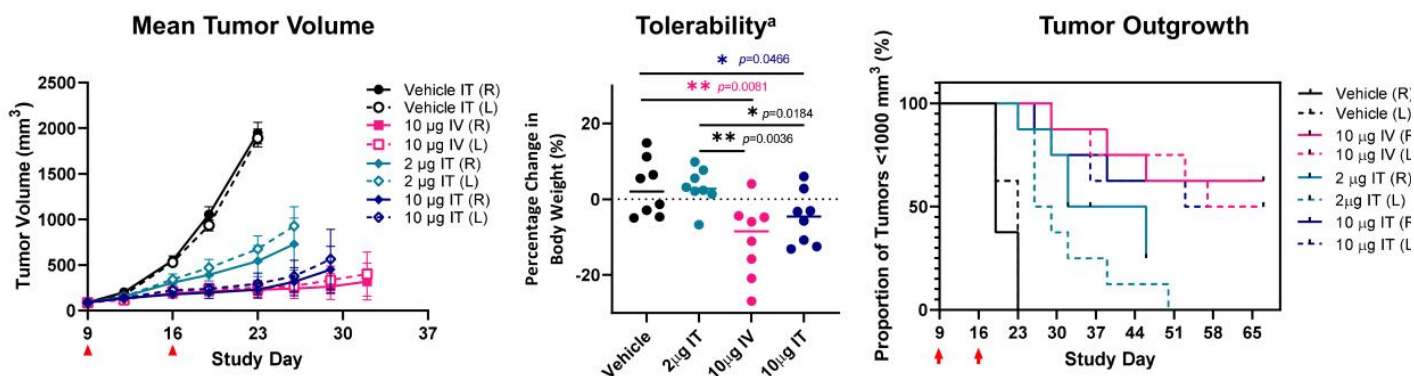 Mean Tumor Volume
Tumor Volume (mm³)
2500
2000
1500
1000
500
0
9
16
23
30
37
Study Day
Vehicle IT (R)
Vehicle IT (L)
10 µg IV (R)
10 µg IV (L)
2 µg IT (R)
2 µg IT (L)
10 µg IT (R)
10 µg IT (L)
Tolerabilityᵃ
Percentage Change in
Body Weight (%)
20
0
-20
* p=0.0466
** p=0.0081
* p=0.0184
** p=0.0036
Vehicle
2µg IT
10µg IV
10µg IT
Tumor Outgrowth
Proportion of Tumors <1000 mm³ (%)
100
50
0
9
16
23
29
30
37
44
51
58
65
Study Day
Vehicle (R)
Vehicle (L)
10 µg IV (R)
10 µg IV (L
2 µg IT (R)
2µg IT (L)
10 µg IT (R
10 µg IT (L